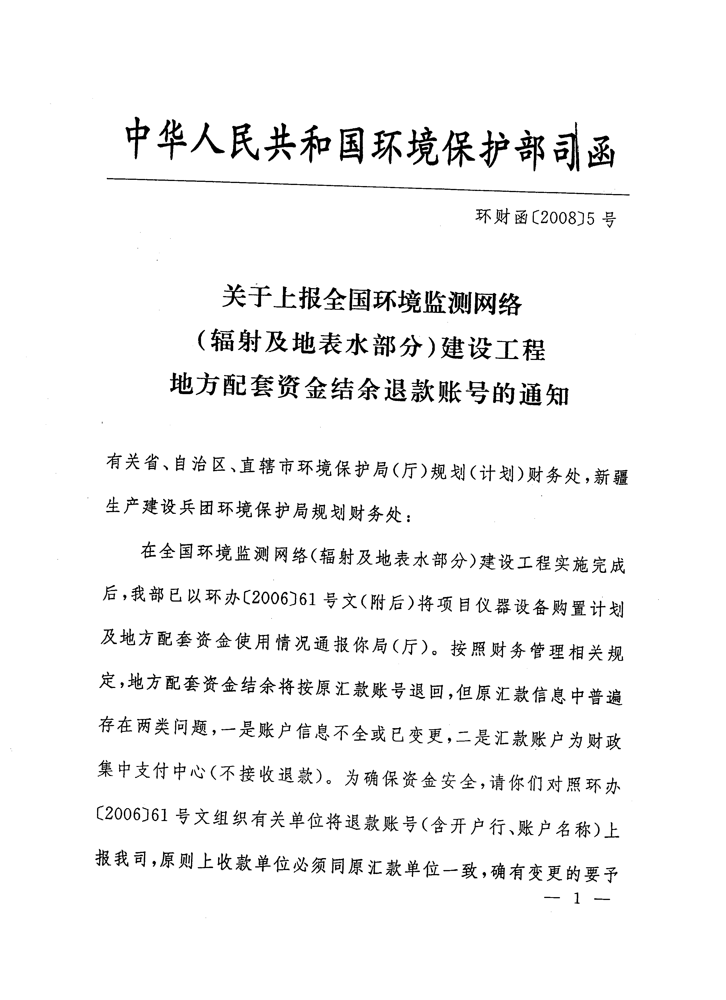 中华人民共和国环境保护部司函
环财函〔2008〕5 号
关于上报全国环境监测网络
(辐射及地表水部分)建设工程
地方配套资金结余退款账号的通知
有关省、自治区、直辖市环境保护局(厅)规划(计划)财务处,新疆
生产建设兵团环境保护局规划财务处:
在全国环境监测网络(辐射及地表水部分)建设工程实施完成
后,我部已以环办〔2006〕61 号文(附后)将项目仪器设备购置计划
及地方配套资金使用情况通报你局(厅)。按照财务管理相关规
定,地方配套资金结余将按原汇款账号退回,但原汇款信息中普遍
存在两类问题,一是账户信息不全或已变更,二是汇款账户为财政
集中支付中心(不接收退款)。为确保资金安全,请你们对照环办
〔2006〕61 号文组织有关单位将退款账号(含开户行、账户名称)上
报我司,原则上收款单位必须同原汇款单位一致,确有变更的要予
— 1 —